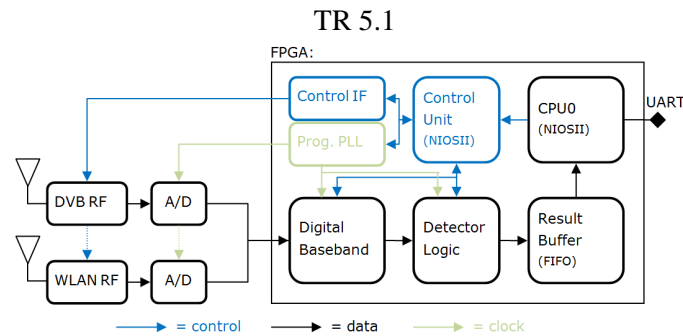 TR 5.1
FPGA:
Control IF
Control
Unit
(NIOSII)
CPU0
(NIOSII)
UART
Prog. PLL
DVB RF
A/D
Digital
Baseband
Detector
Logic
Result
Buffer
(FIFO)
WLAN RF
A/D
= control
= data
= clock